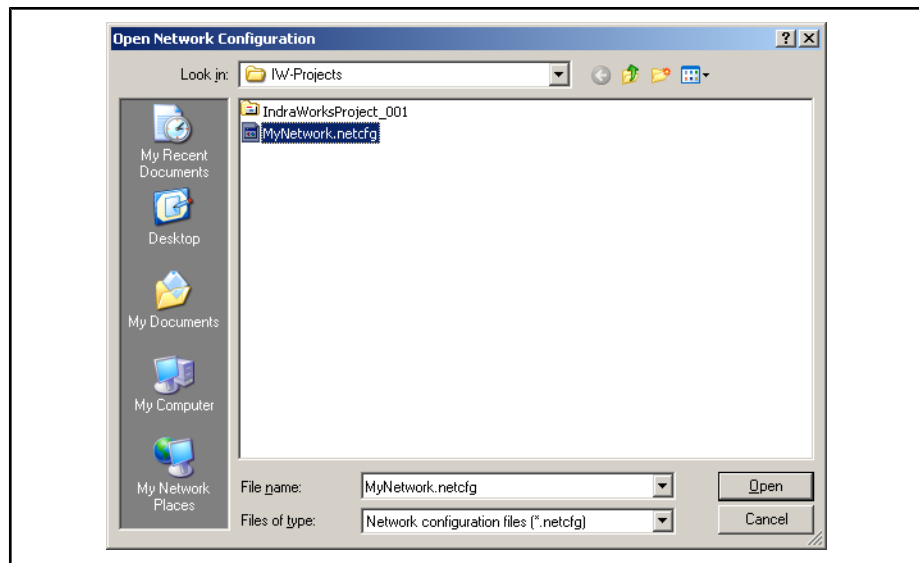 Open Network Configuration
Look in: IW-Projects
IndraWorksProject_001
MyNetwork.netcfg
My Recent
Documents
Desktop
My Documents
My Computer
My Network
Places
File name: MyNetwork.netcfg Open
Files of type: Network configuration files (*.netcfg) Cancel